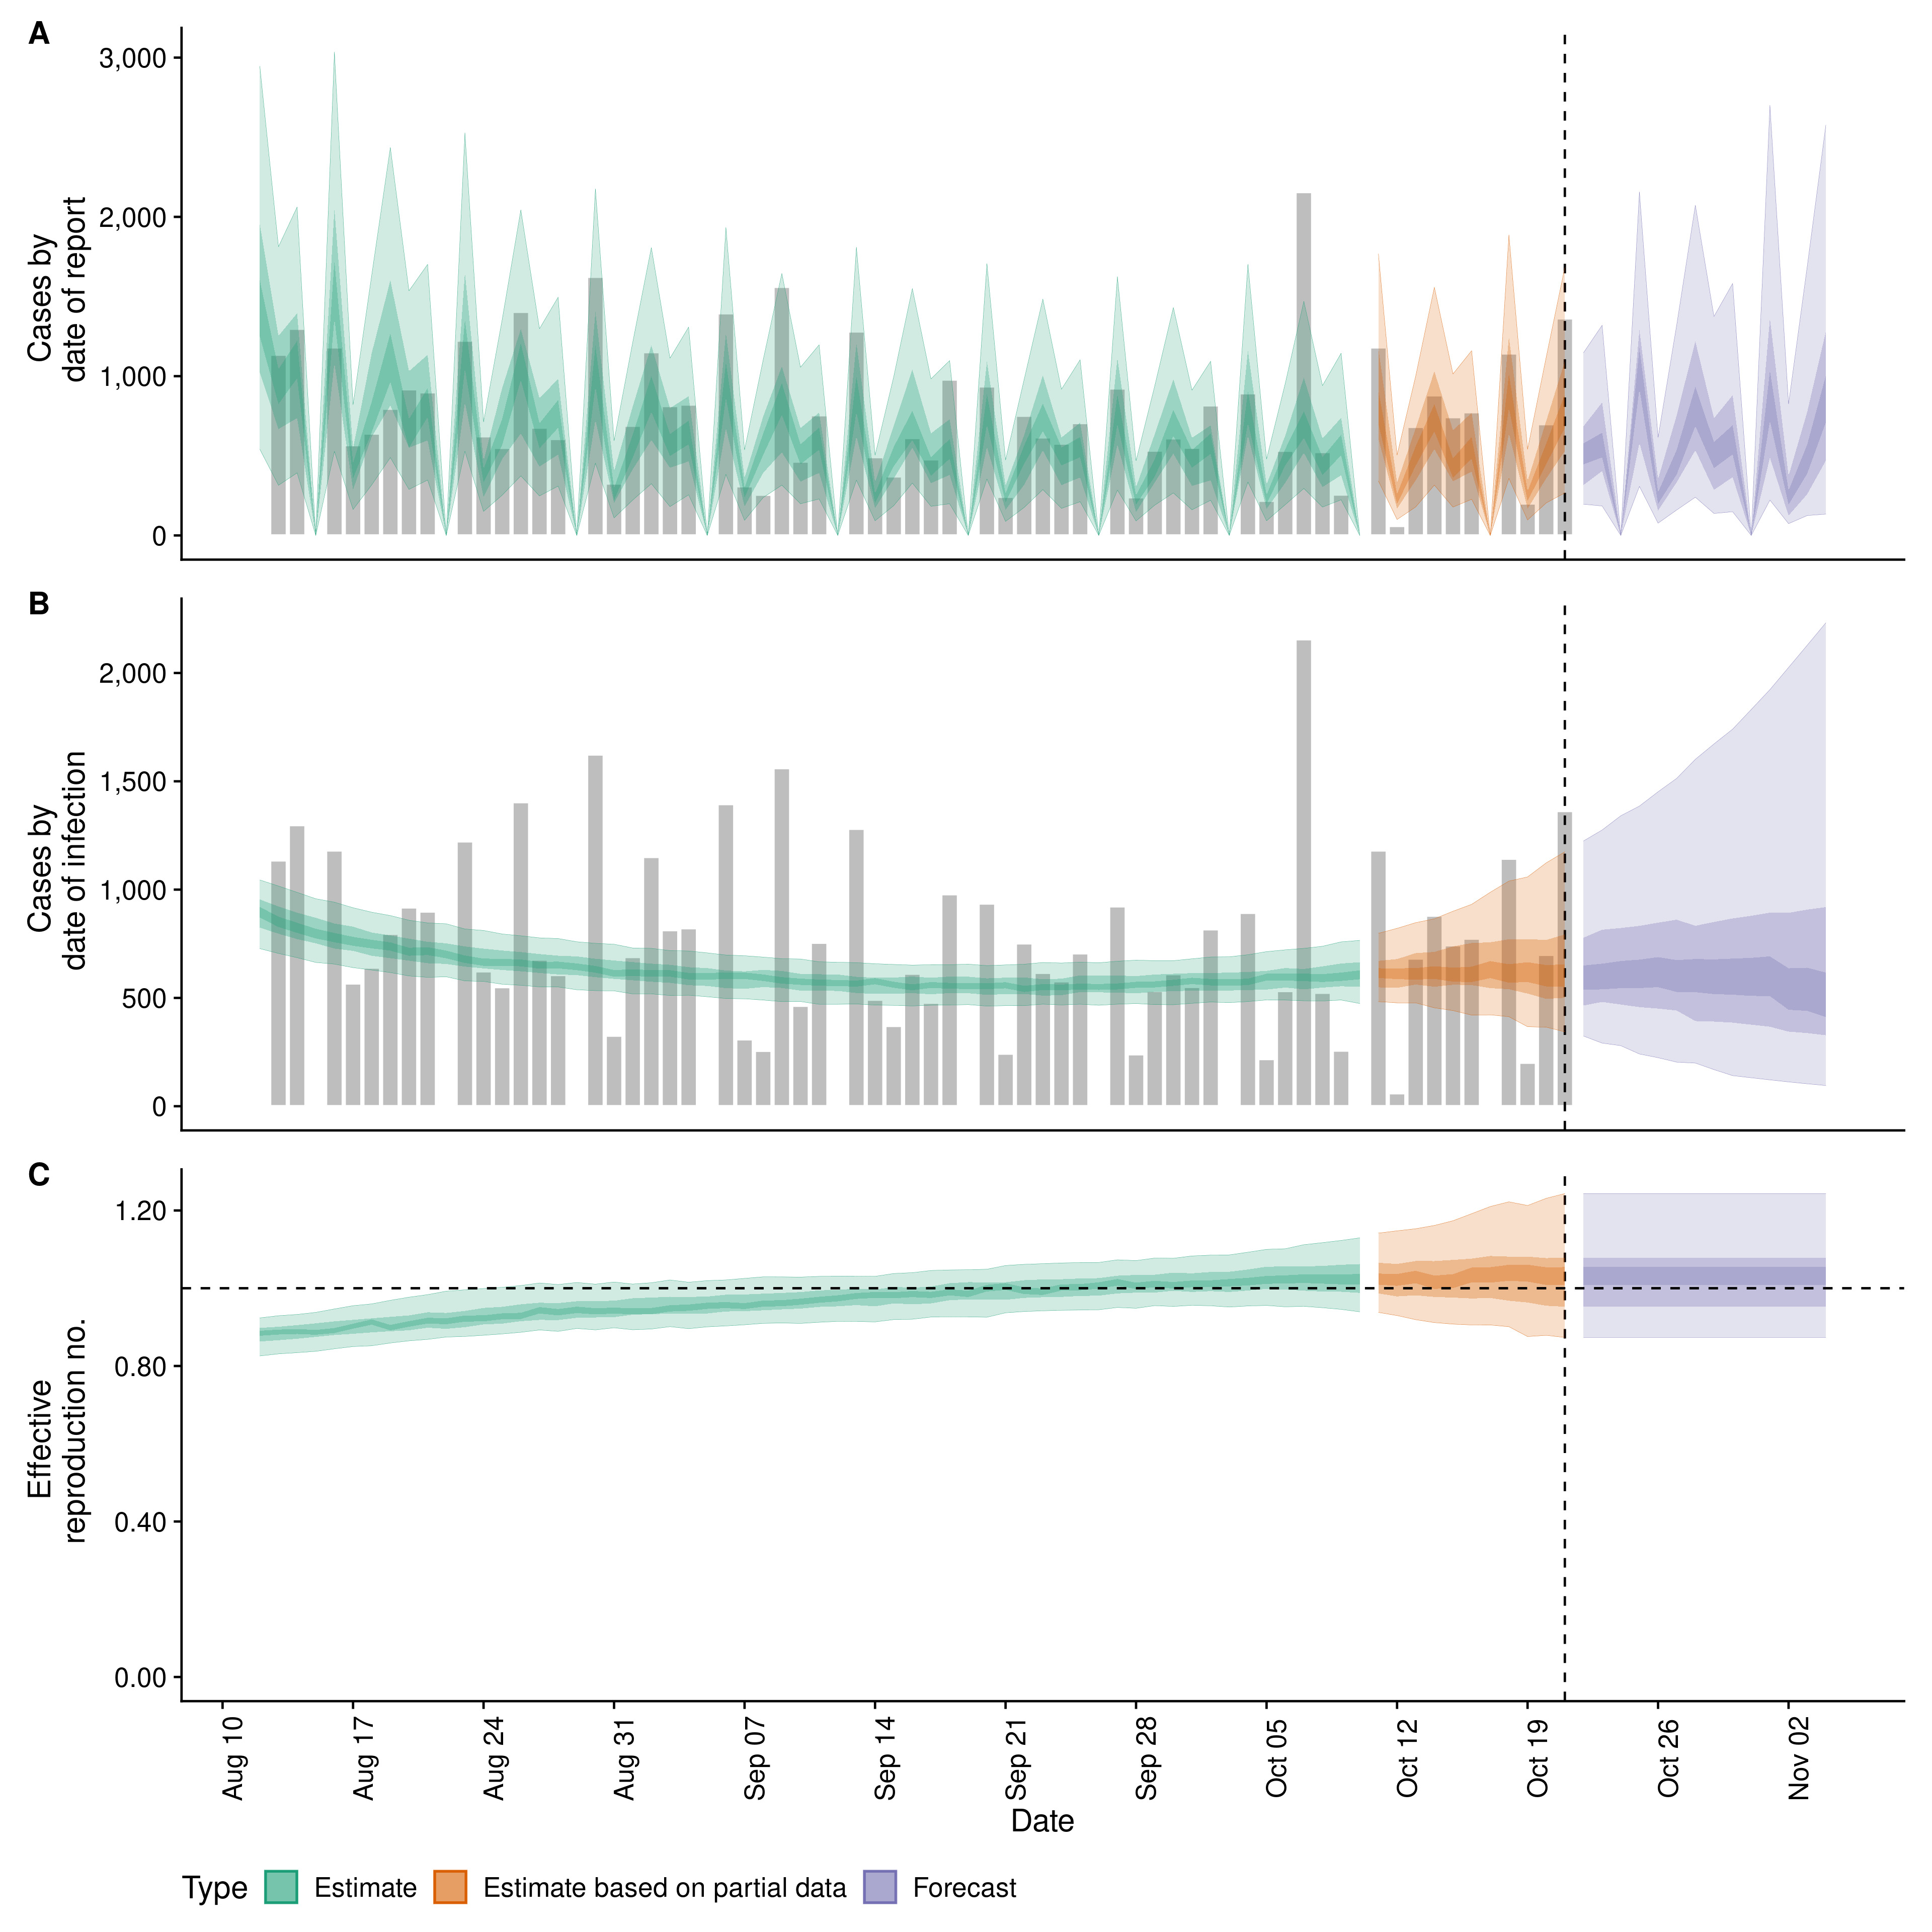 A
3,000
2,000
1,000
0
Cases by
date of report
B
2,000
1,500
1,000
500
0
Cases by
date of infection
C
1.20
0.80
0.40
0.00
Effective
reproduction no.
Aug 10
Aug 17
Aug 24
Aug 31
Sep 07
Sep 14
Sep 21
Sep 28
Oct 05
Oct 12
Oct 19
Oct 26
Nov 02
Date
Type Estimate Estimate based on partial data Forecast